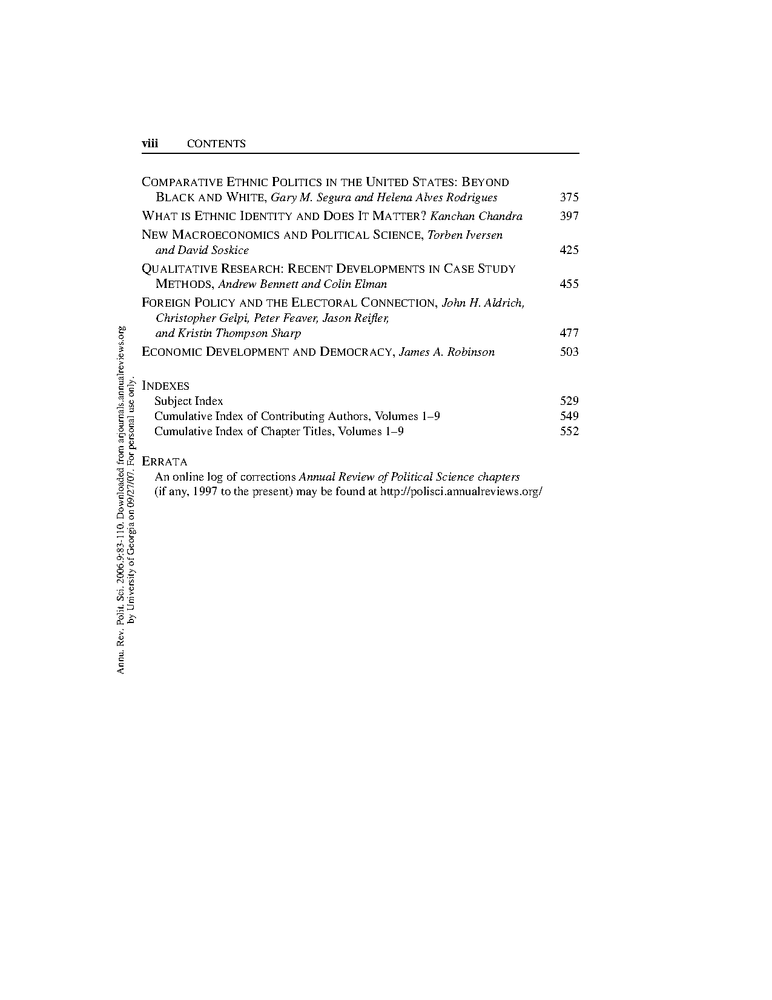 viii CONTENTS
COMPARATIVE ETHNIC POLITICS IN THE UNITED STATES: BEYOND
BLACK AND WHITE, Gary M. Segura and Helena Alves Rodrigues 375
WHAT IS ETHNIC IDENTITY AND DOES IT MATTER? Kanchan Chandra 397
NEW MACROECONOMICS AND POLITICAL SCIENCE, Torben Iversen
and David Soskice 425
QUALITATIVE RESEARCH: RECENT DEVELOPMENTS IN CASE STUDY
METHODS, Andrew Bennett and Colin Elman 455
FOREIGN POLICY AND THE ELECTORAL CONNECTION, John H. Aldrich,
Christopher Gelpi, Peter Feaver, Jason Reifler,
and Kristin Thompson Sharp 477
ECONOMIC DEVELOPMENT AND DEMOCRACY, James A. Robinson 503
INDEXES
Subject Index 529
Cumulative Index of Contributing Authors, Volumes 1–9 549
Cumulative Index of Chapter Titles, Volumes 1–9 552
ERRATA
An online log of corrections Annual Review of Political Science chapters
(if any, 1997 to the present) may be found at http://polisci.annualreviews.org/
Annu. Rev. Polit. Sci. 2006.9:83-110. Downloaded from arjournals.annualreviews.org
by University of Georgia on 09/27/07. For personal use only.